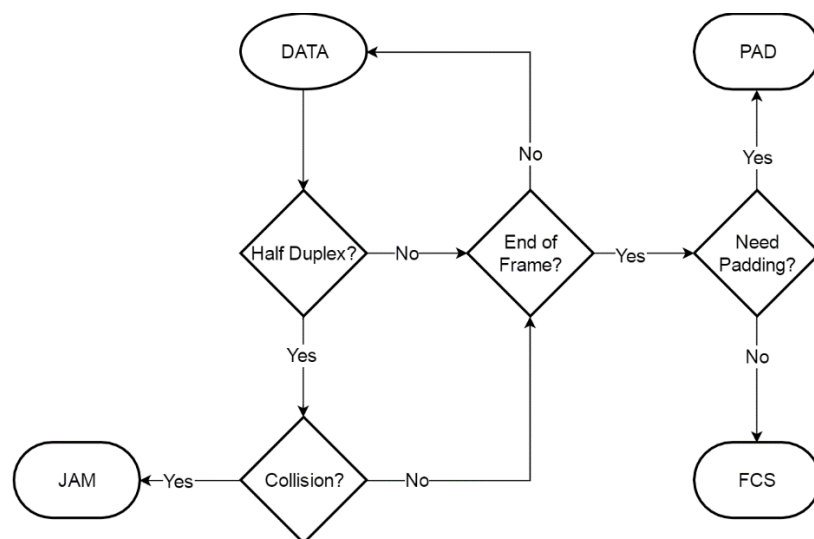 DATA
PAD
No
Yes
Half Duplex?
No
End of
Frame?
Yes
Need
Padding?
Yes
No
JAM
Yes
Collision?
No
FCS